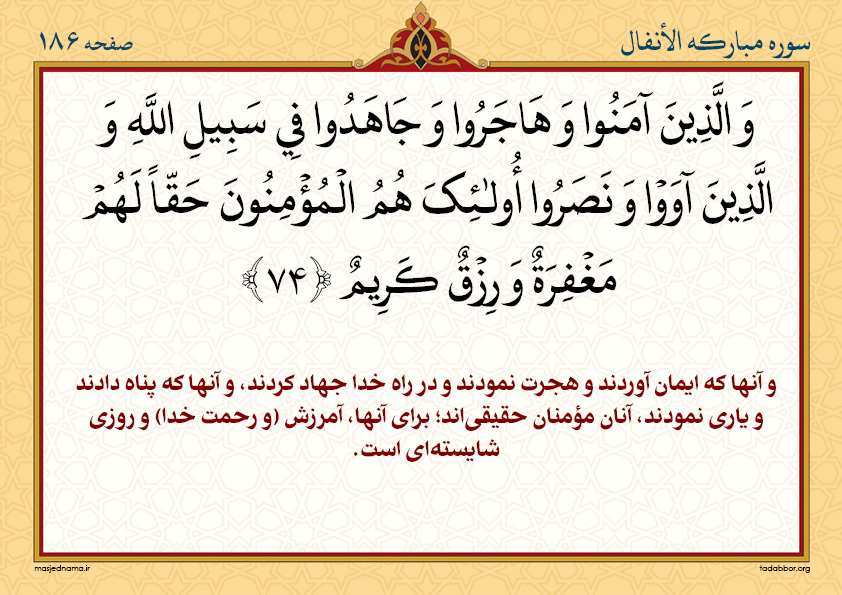 سوره مبارکه الأنفال
صفحه ۱۸۶
وَ الَّذِينَ آمَنُوا وَ هَاجَرُوا وَ جَاهَدُوا فِي سَبِيلِ اللَّهِ وَ
الَّذِينَ آوَوْا وَ نَصَرُوا أُولٰئِکَ هُمُ الْمُؤْمِنُونَ حَقّاً لَهُمْ
مَغْفِرَةٌ وَ رِزْقٌ کَرِيمٌ ﴿۷۴﴾
و آنها که ایمان آوردند و هجرت نمودند و در راه خدا جهاد کردند، و آنها که پناه دادند
و یاری نمودند، آنان مؤمنان حقیقی‌اند؛ برای آنها، آمرزش (و رحمت خدا) و روزی
شایسته‌ای است.
masjednama.ir
tadabbor.org